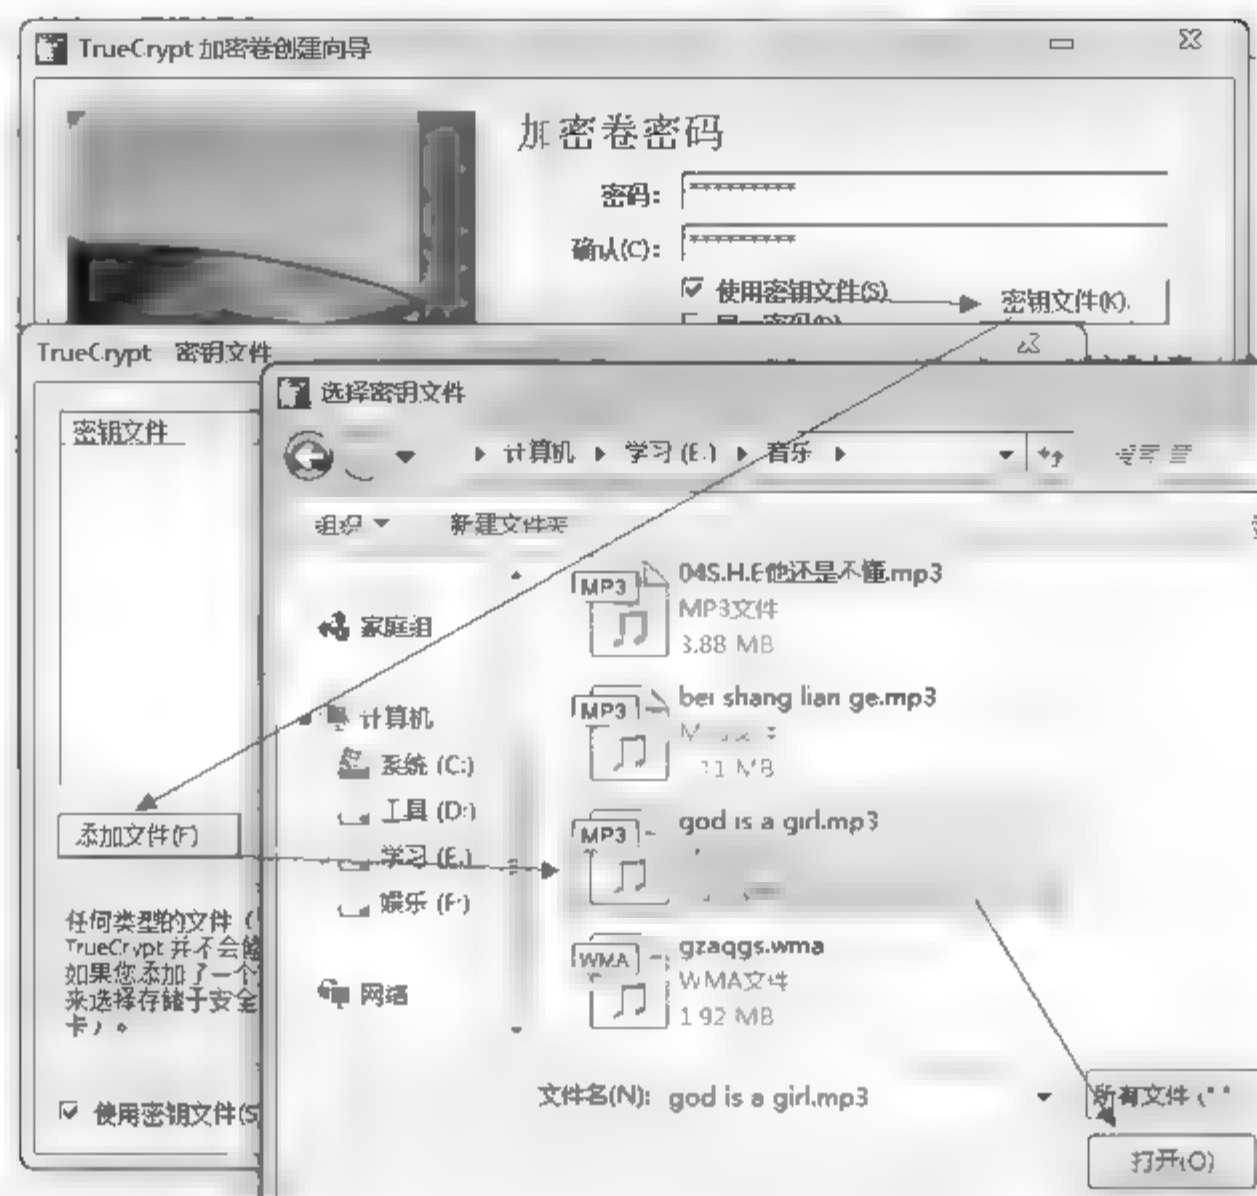 TrueCrypt 加密卷创建向导
加密卷密码
密码: *********
确认(C): *********
使用密钥文件(S) 密钥文件(K).
TrueCrypt 密钥文件
选择密钥文件
密钥文件
计算机 学习 (E:) 音乐
组织 新建文件夹
04S.H.E他还是不懂.mp3
MP3文件
3.88 MB
家庭组
bei shang lian ge.mp3
11 MB
计算机
系统 (C:)
工具 (D:)
学习 (E:)
娱乐 (F:)
网络
god is a girl.mp3
gzaqgs.wma
WMA文件
1.92 MB
MP3
MP3
MP3
WMA
添加文件(F)
任何类型的文件（
TrueCrypt 并不会修
如果您添加了一个
来选择存储于安全
卡）。
使用密钥文件(S
文件名(N): god is a girl.mp3
所有文件 (*.*
打开(O)